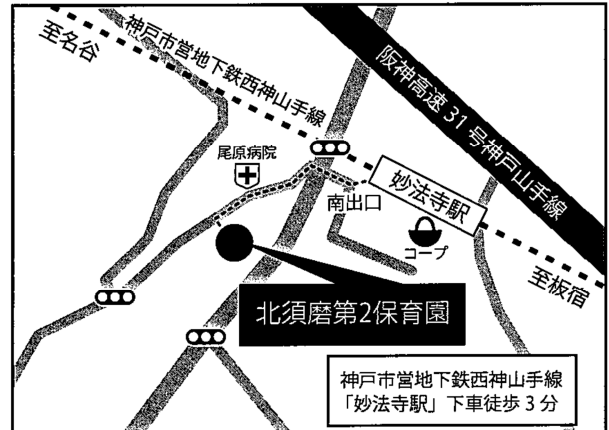 至名谷
神戸市営地下鉄西神山手線
阪神高速31号神戸山手線
尾原病院
南出口
妙法寺駅
コープ
至板宿
北須磨第2保育園
神戸市営地下鉄西神山手線
「妙法寺駅」下車徒歩3分